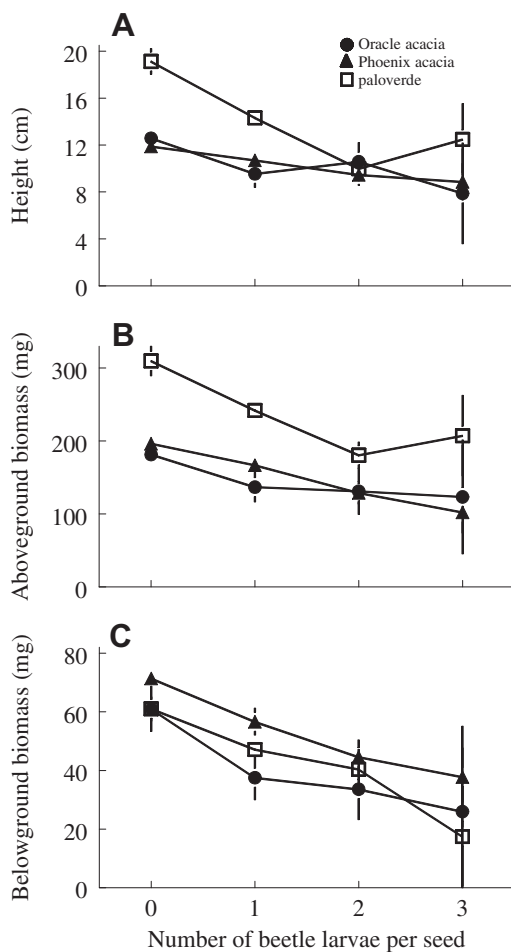 A
Oracle acacia
Phoenix acacia
paloverde
20
16
12
8
4
0
Height (cm)
B
300
200
100
0
Aboveground biomass (mg)
C
80
60
40
20
0
Belowground biomass (mg)
0 1 2 3
Number of beetle larvae per seed